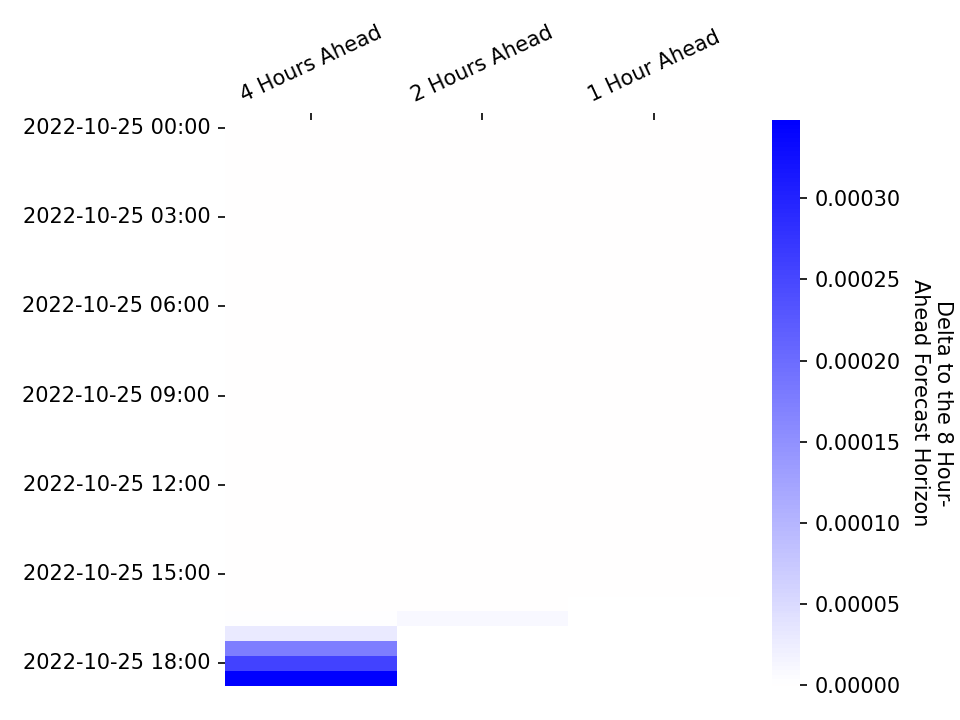 4 Hours Ahead
2 Hours Ahead
1 Hour Ahead
2022-10-25 00:00
2022-10-25 03:00
2022-10-25 06:00
2022-10-25 09:00
2022-10-25 12:00
2022-10-25 15:00
2022-10-25 18:00
0.00030
0.00025
0.00020
0.00015
0.00010
0.00005
0.00000
Delta to the 8 Hour-
Ahead Forecast Horizon